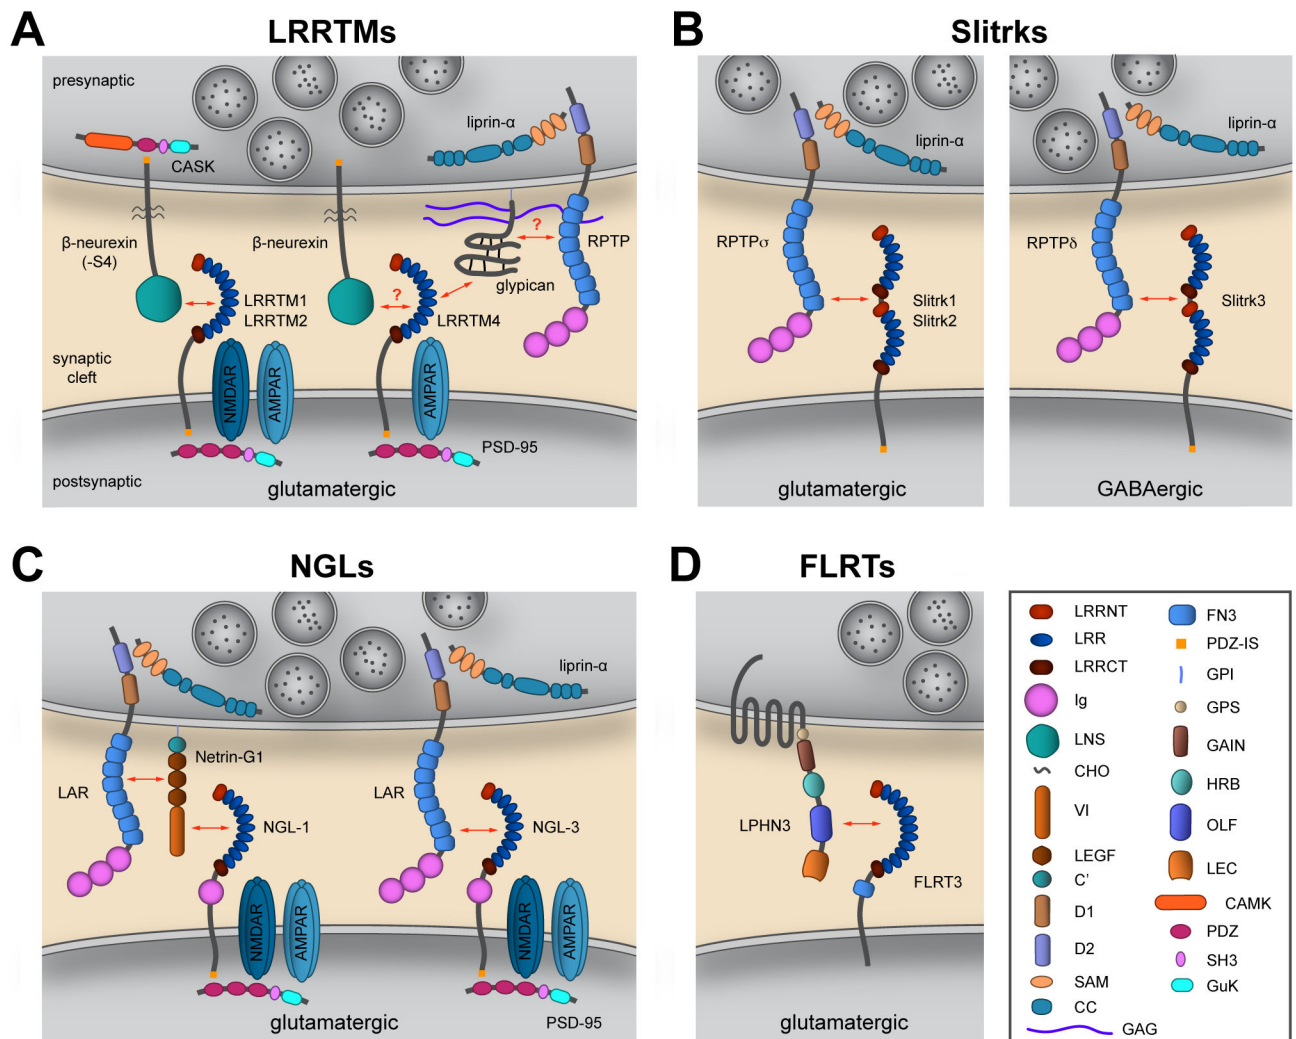 A
LRRTMs
presynaptic
CASK
liprin-α
β-neurexin
(-S4)
β-neurexin
?
RPTP
glypican
?
LRRTM1
LRRTM2
LRRTM4
synaptic
cleft
NMDAR
AMPAR
AMPAR
PSD-95
postsynaptic
glutamatergic
B
Slitrks
liprin-α
RPTPσ
Slitrk1
Slitrk2
glutamatergic
liprin-α
RPTPδ
Slitrk3
GABAergic
C
NGLs
liprin-α
Netrin-G1
LAR
NGL-1
LAR
NGL-3
NMDAR
AMPAR
NMDAR
AMPAR
glutamatergic
PSD-95
D
FLRTs
LPHN3
FLRT3
glutamatergic
LRRNT
LRR
LRRCT
Ig
LNS
CHO
VI
LEGF
C'
D1
D2
SAM
CC
GAG
FN3
PDZ-IS
GPI
GPS
GAIN
HRB
OLF
LEC
CAMK
PDZ
SH3
GuK